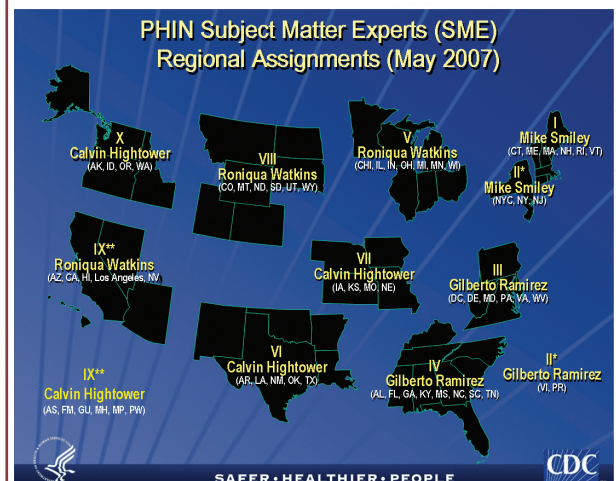 PHIN Subject Matter Experts (SME)
Regional Assignments (May 2007)
X
Calvin Hightower
(AK, ID, OR, WA)
VIII
Roniqua Watkins
(CO, MT, ND, SD, UT, WY)
V
Roniqua Watkins
(CHI, IL, IN, OH, MI, MN, WI)
I
Mike Smiley
(CT, ME, MA, NH, RI, VT)
II*
Mike Smiley
(NYC, NY, NJ)
IX**
Roniqua Watkins
(AZ, CA, HI, Los Angeles, NV
VII
Calvin Hightower
(IA, KS, MO, NE)
III
Gilberto Ramirez
(DC, DE, MD, PA, VA, WV)
IX**
Calvin Hightower
(AS, FM, GU, MH, MP, PW)
VI
Calvin Hightower
(AR, LA, NM, OK, TX)
IV
Gilberto Ramirez
(AL, FL, GA, KY, MS, NC, SC, TN)
II*
Gilberto Ramirez
(VI, PR)
SAFER • HEALTHIER • PEOPLE
CDC